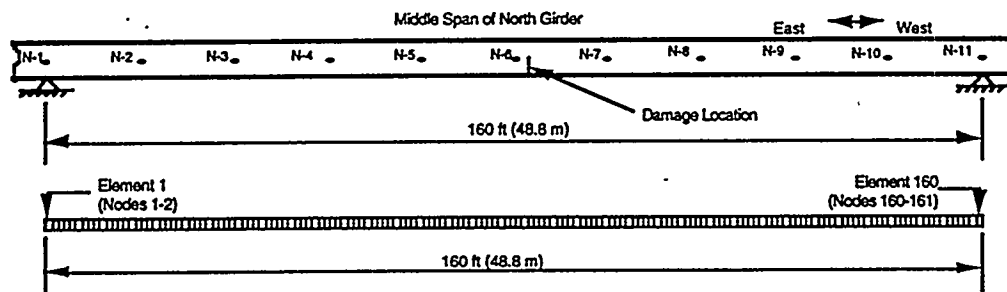 Middle Span of North Girder
East West
N-1 N-2 N-3 N-4 N-5 N-6 N-7 N-8 N-9 N-10 N-11
Damage Location
160 ft (48.8 m)
Element 1
(Nodes 1-2)
Element 160
(Nodes 160-161)
160 ft (48.8 m)